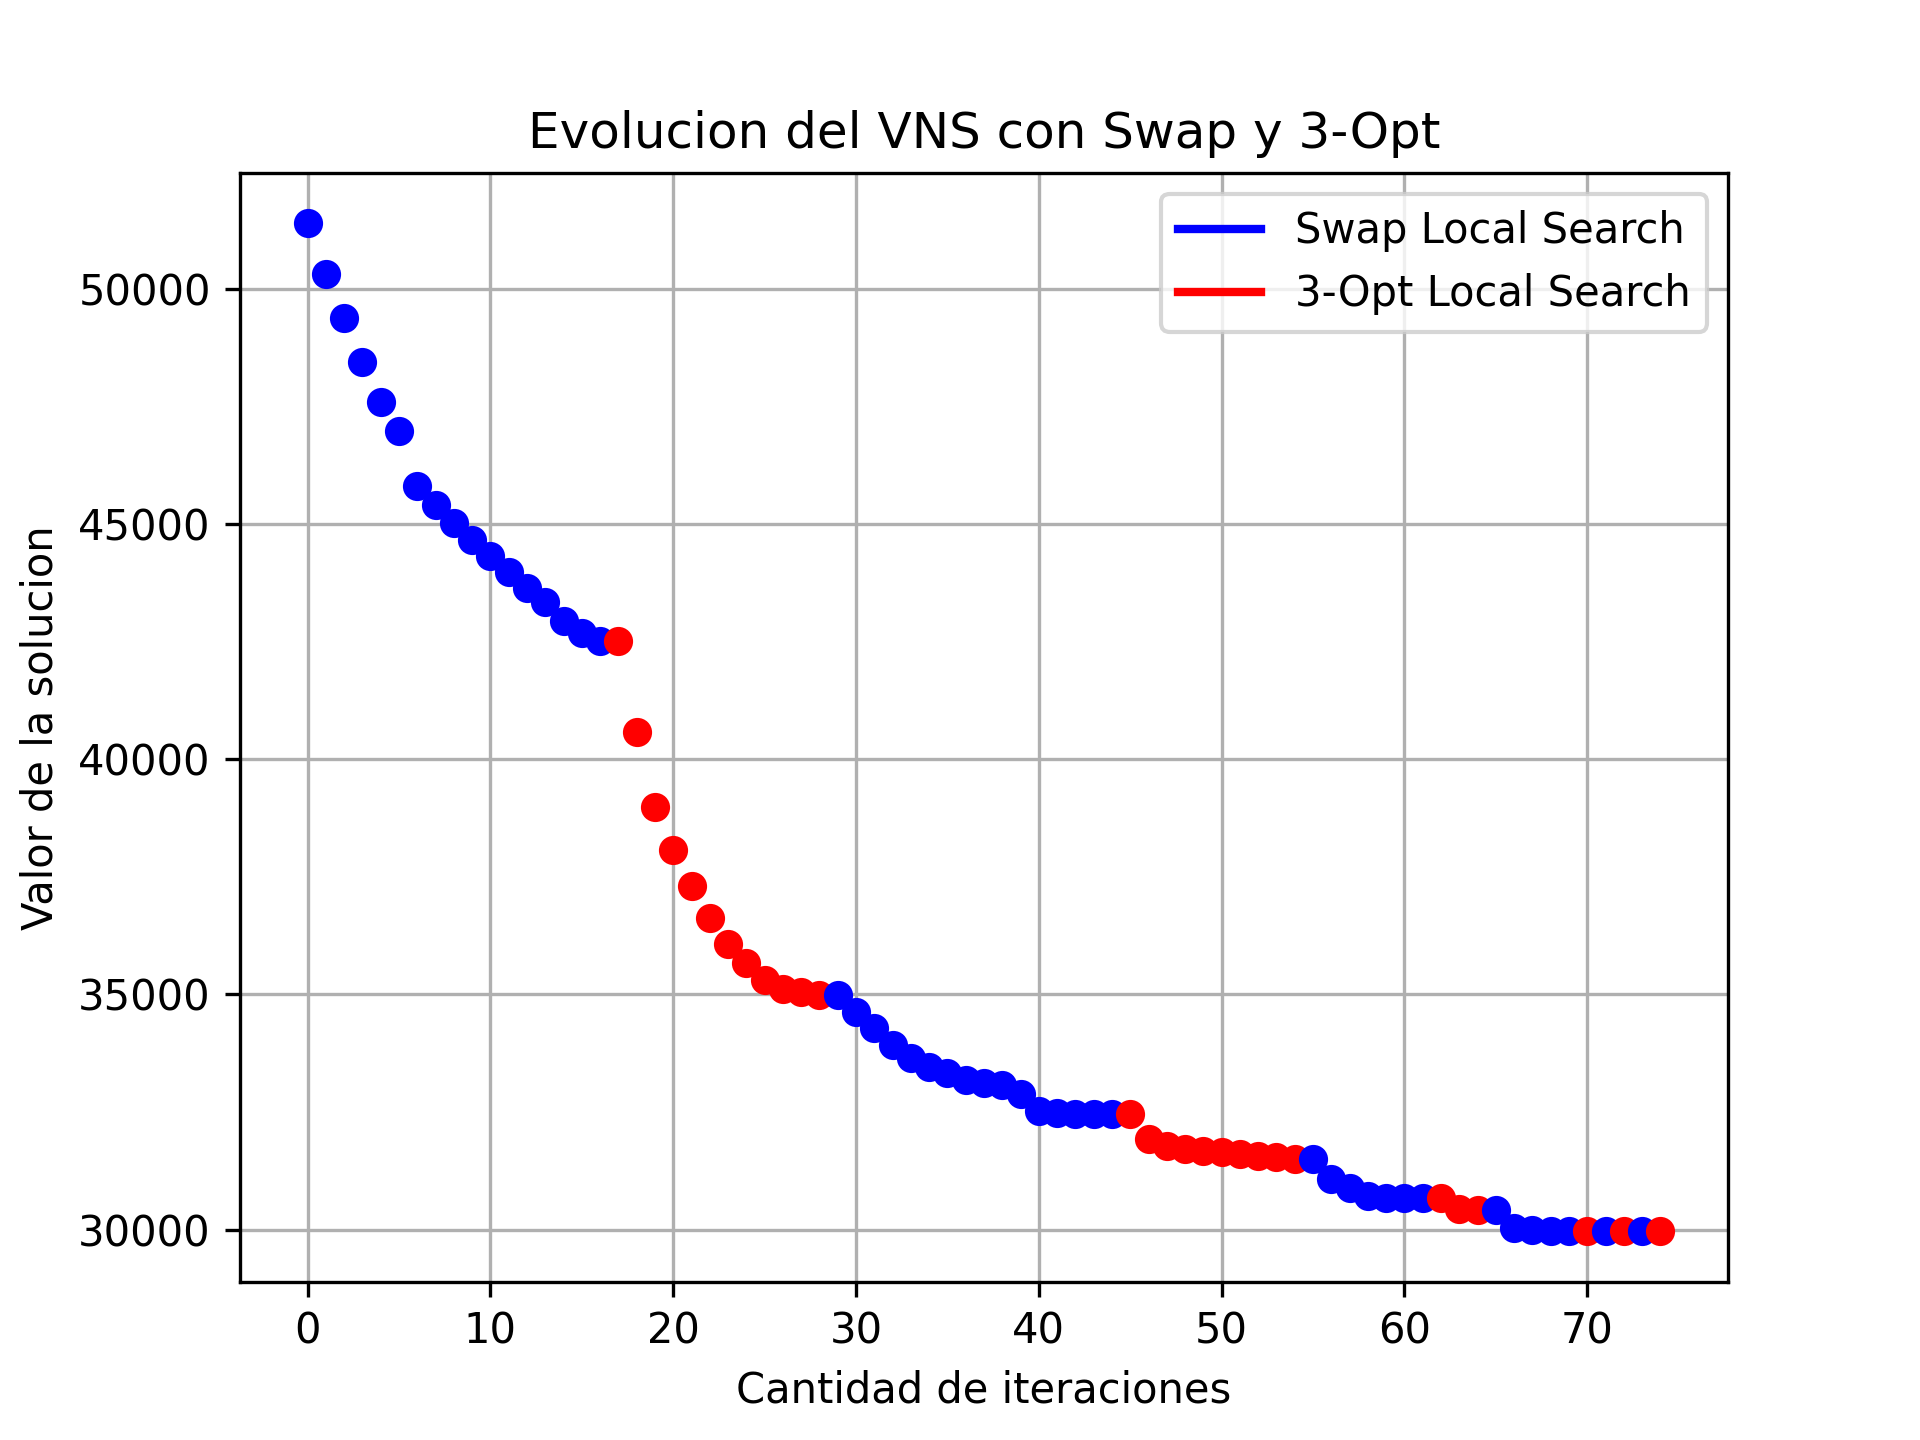 Evolucion del VNS con Swap y 3-Opt
Swap Local Search
3-Opt Local Search
Valor de la solucion
50000
45000
40000
35000
30000
0 10 20 30 40 50 60 70
Cantidad de iteraciones